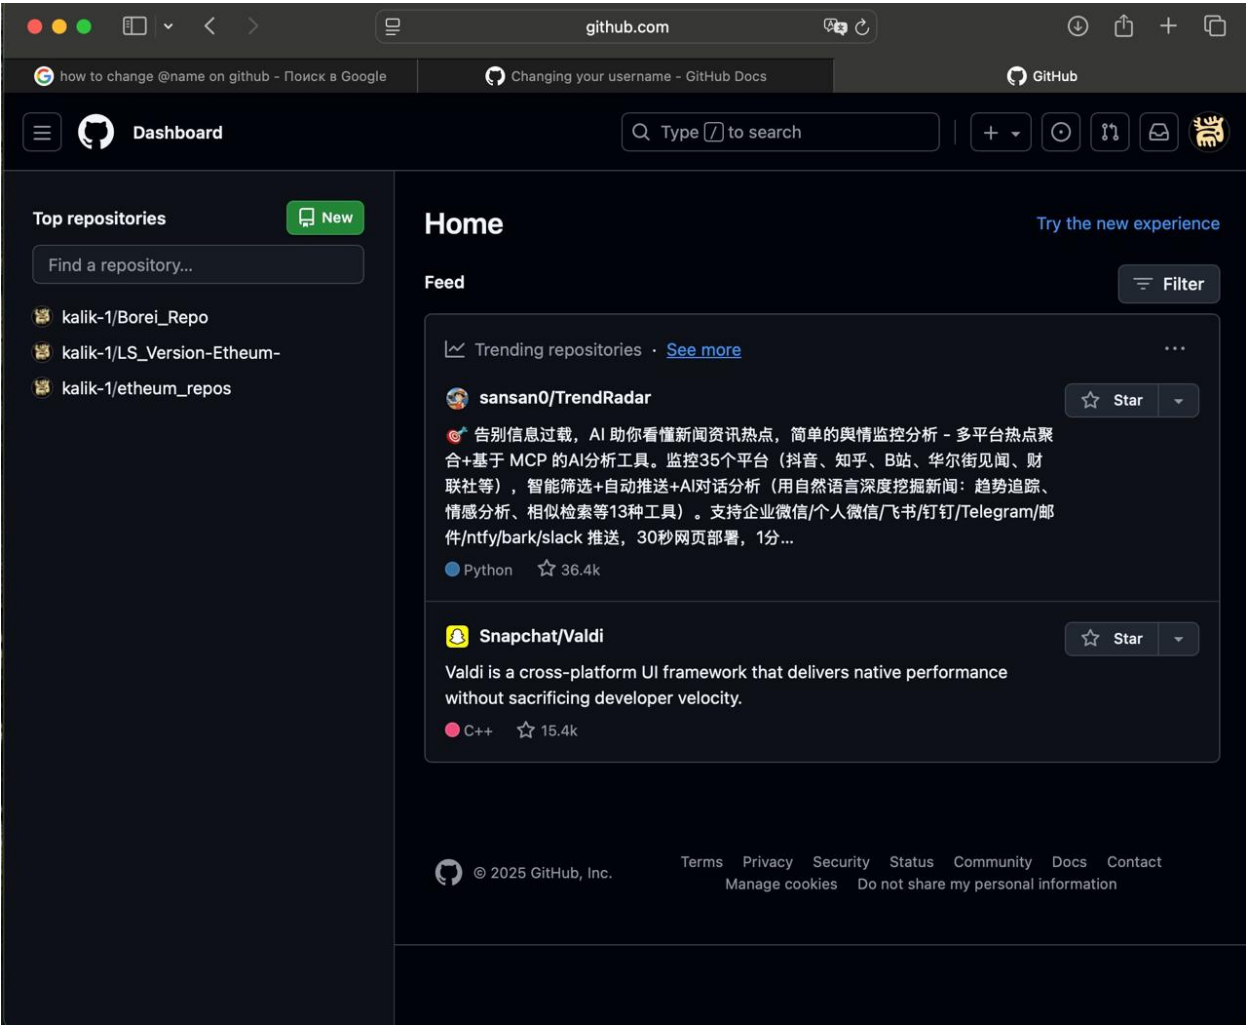 github.com
how to change @name on github - Поиск в Google
Changing your username - GitHub Docs
GitHub
Dashboard
Type / to search
Top repositories
New
Find a repository...
kalik-1/Borei_Repo
kalik-1/LS_Version-Etheum-
kalik-1/etheum_repos
Home
Try the new experience
Feed
Filter
Trending repositories · See more
sansan0/TrendRadar
Star
🎯 告别信息过载，AI 助你看懂新闻资讯热点，简单的舆情监控分析 - 多平台热点聚
合+基于 MCP 的AI分析工具。监控35个平台（抖音、知乎、B站、华尔街见闻、财
联社等），智能筛选+自动推送+AI对话分析（用自然语言深度挖掘新闻：趋势追踪、
情感分析、相似检索等13种工具）。支持企业微信/个人微信/飞书/钉钉/Telegram/邮
件/ntfy/bark/slack 推送，30秒网页部署，1分...
Python 36.4k
Snapchat/Valdi
Star
Valdi is a cross-platform UI framework that delivers native performance
without sacrificing developer velocity.
C++ 15.4k
© 2025 GitHub, Inc.
Terms Privacy Security Status Community Docs Contact
Manage cookies Do not share my personal information